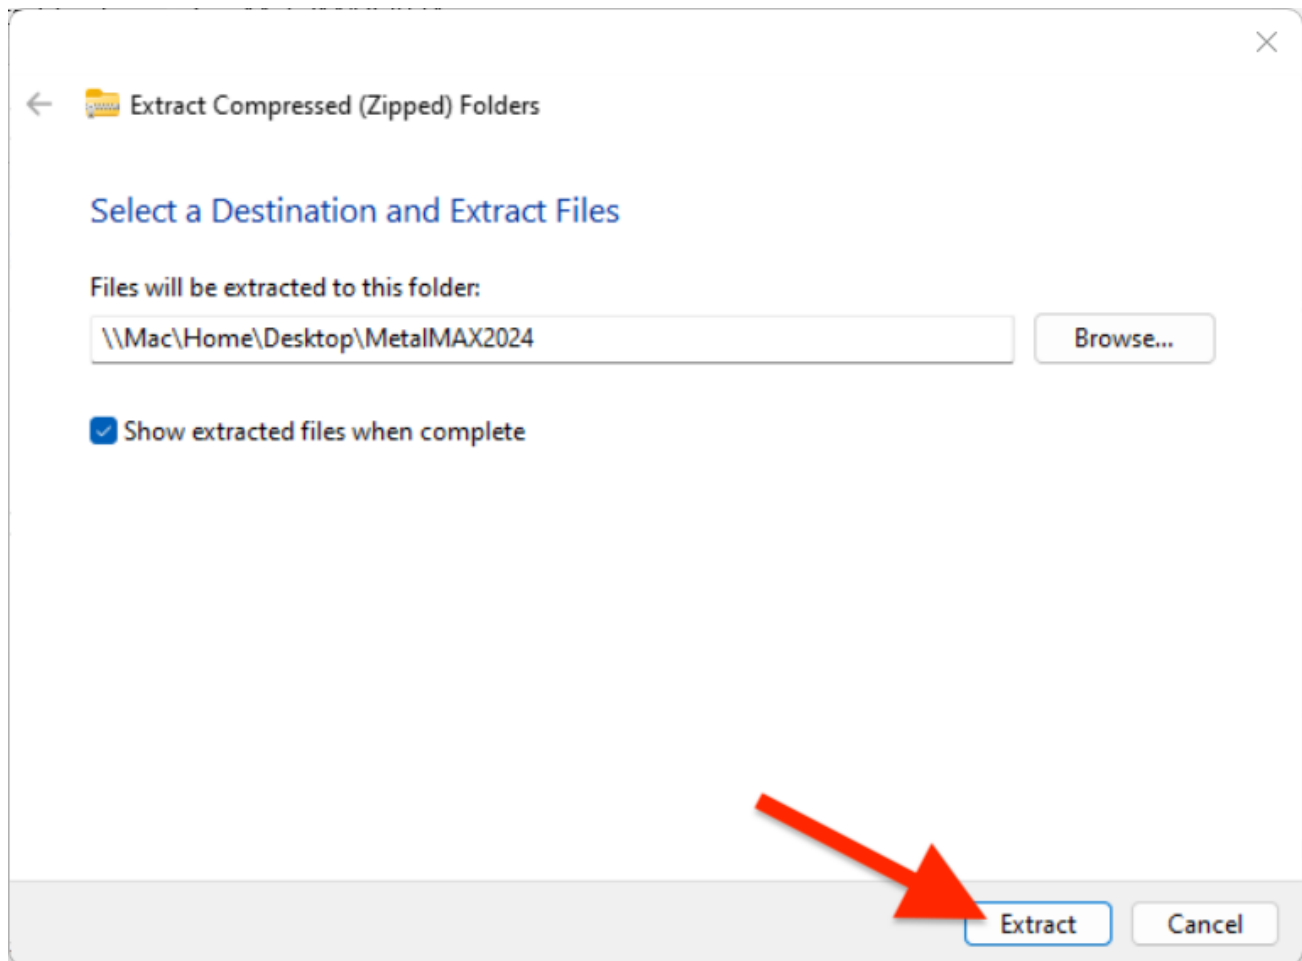 Extract Compressed (Zipped) Folders
Select a Destination and Extract Files
Files will be extracted to this folder:
\\Mac\Home\Desktop\MetalMAX2024
Browse...
Show extracted files when complete
Extract
Cancel